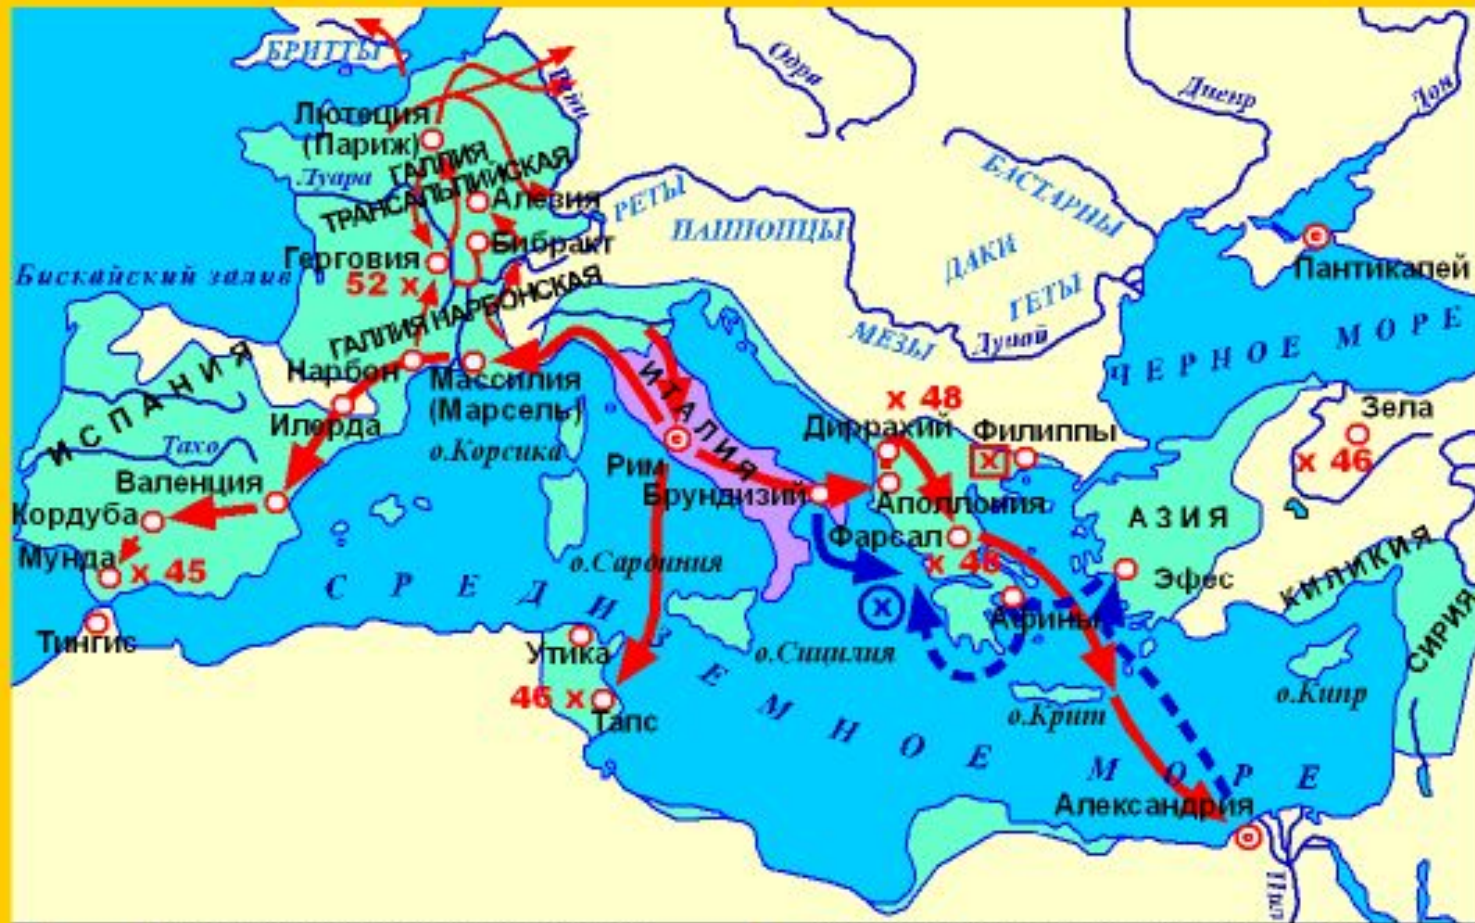 БРИТТЫ
Одра
Днепр
Дон
Рейн
Лютеция
(Париж)
Луара
ГАЛЛИЯ
ТРАНСАЛЬПИЙСКАЯ
Алезия
РЕТЫ
ПАННОНЦЫ
БАСТАРНЫ
Бибракт
Герговия
52 x
Бискайский залив
ДАКИ
ГЕТЫ
Пантикапей
ГАЛЛИЯ НАРБОНСКАЯ
МЕЗЫ
Дунай
ЧЕРНОЕ МОРЕ
Нарбон
Массилия
(Марсель)
ИТАЛИЯ
ИСПАНИЯ
Илерда
Тахо
о.Корсика
x 48
Диррахий
Филиппы
x
Зела
x 46
Рим
Брундизий
Валенция
Кордуба
Аполлония
АЗИЯ
Мунда
x 45
Фарсал
x 48
о.Сардиния
Эфес
КИЛИКИЯ
СИРИЯ
x
Афины
Тингис
Утика
о.Сицилия
46 x
Тапс
о.Крит
о.Кипр
СРЕДИЗЕМНОЕ МОРЕ
Александрия
Нил